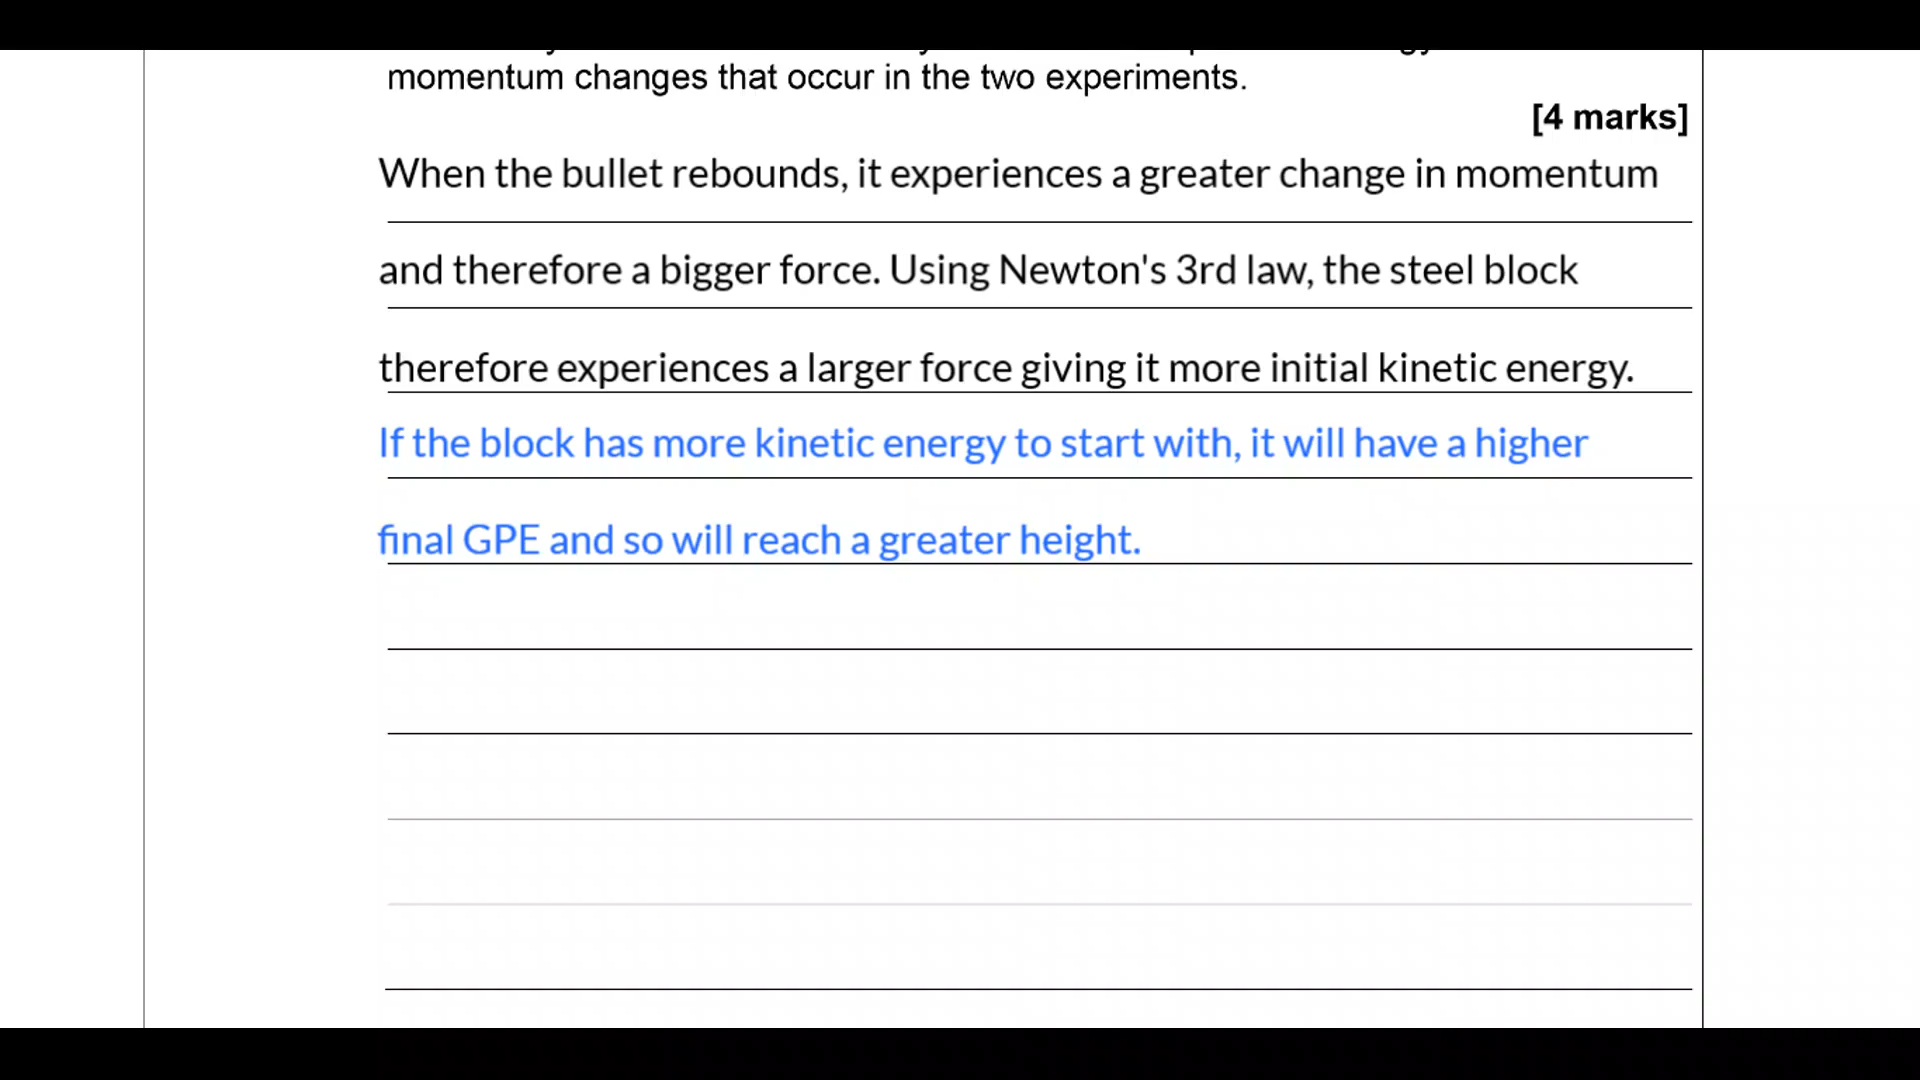 momentum changes that occur in the two experiments.
[4 marks]
When the bullet rebounds, it experiences a greater change in momentum
and therefore a bigger force. Using Newton's 3rd law, the steel block
therefore experiences a larger force giving it more initial kinetic energy.
If the block has more kinetic energy to start with, it will have a higher
final GPE and so will reach a greater height.